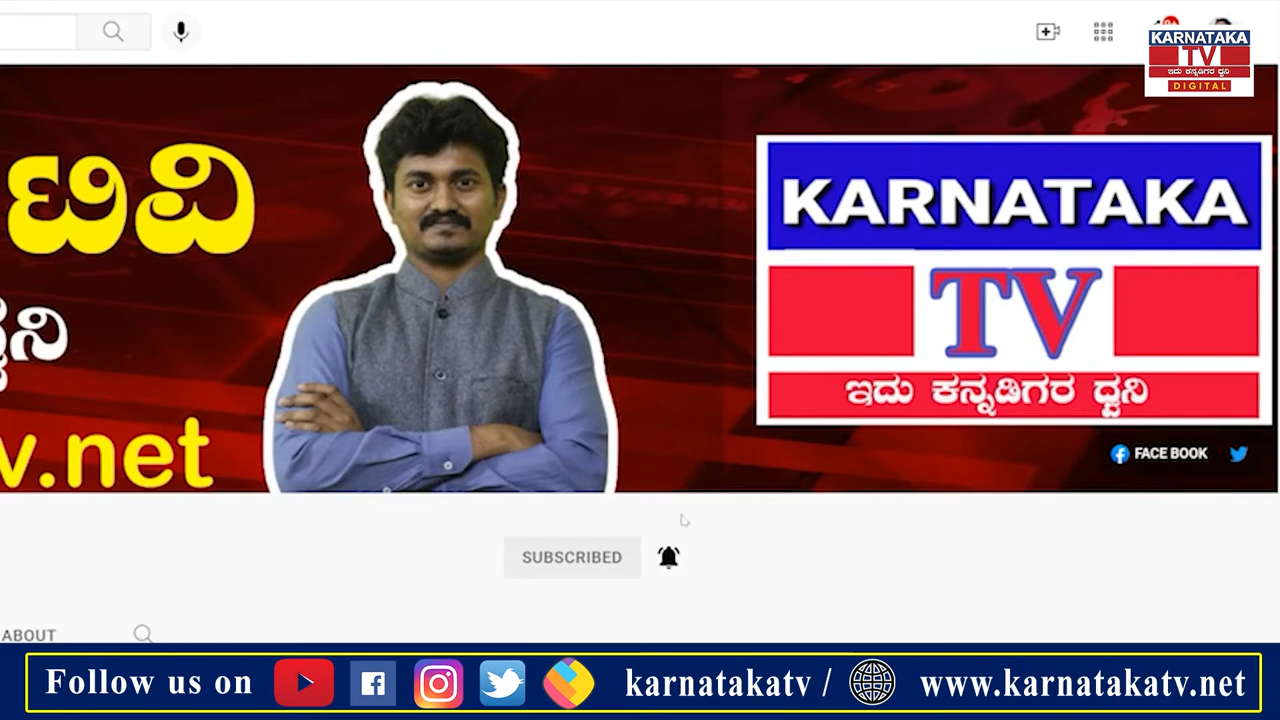 KARNATAKA
TV
ಇದು ಕನ್ನಡಿಗರ ಧ್ವನಿ
DIGITAL
ಟಿವಿ
KARNATAKA
TV
ಇದು ಕನ್ನಡಿಗರ ಧ್ವನಿ
v.net
FACE BOOK
SUBSCRIBED
ABOUT
Follow us on karnatakatv / www.karnatakatv.net